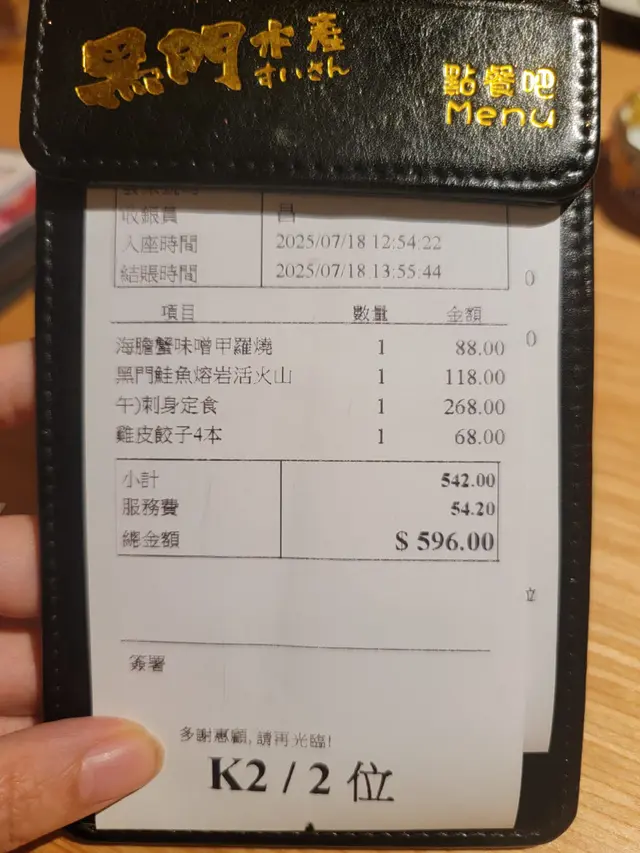 黑門水產
すいさん
點餐吧
Menu
收銀員 昌
入座時間 2025/07/18 12:54:22
結賬時間 2025/07/18 13:55:44
項目 數量 金額
海膽蟹味噌甲羅燒 1 88.00
黑門鮭魚熔岩活火山 1 118.00
午)刺身定食 1 268.00
雞皮餃子4本 1 68.00
小計 542.00
服務費 54.20
總金額 $ 596.00
簽署
多謝惠顧,請再光臨!
K2 / 2 位
0
0
位